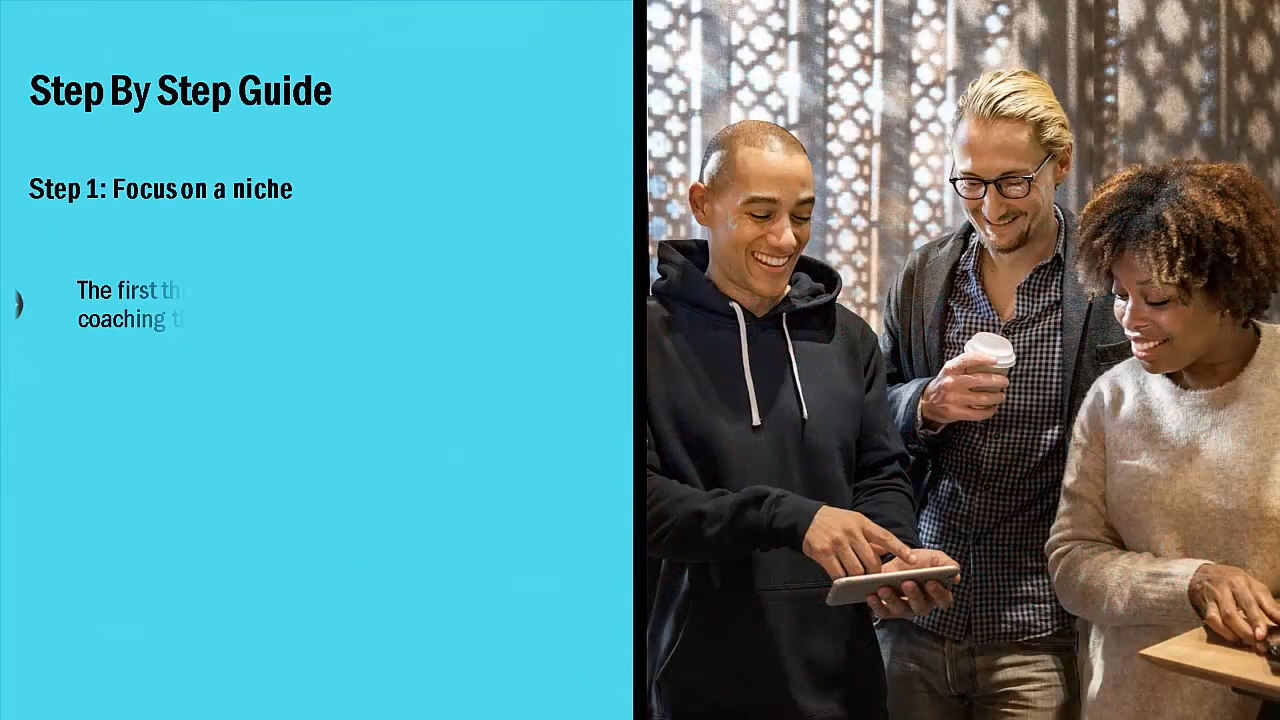 Step By Step Guide
Step 1: Focus on a niche
The first
coaching